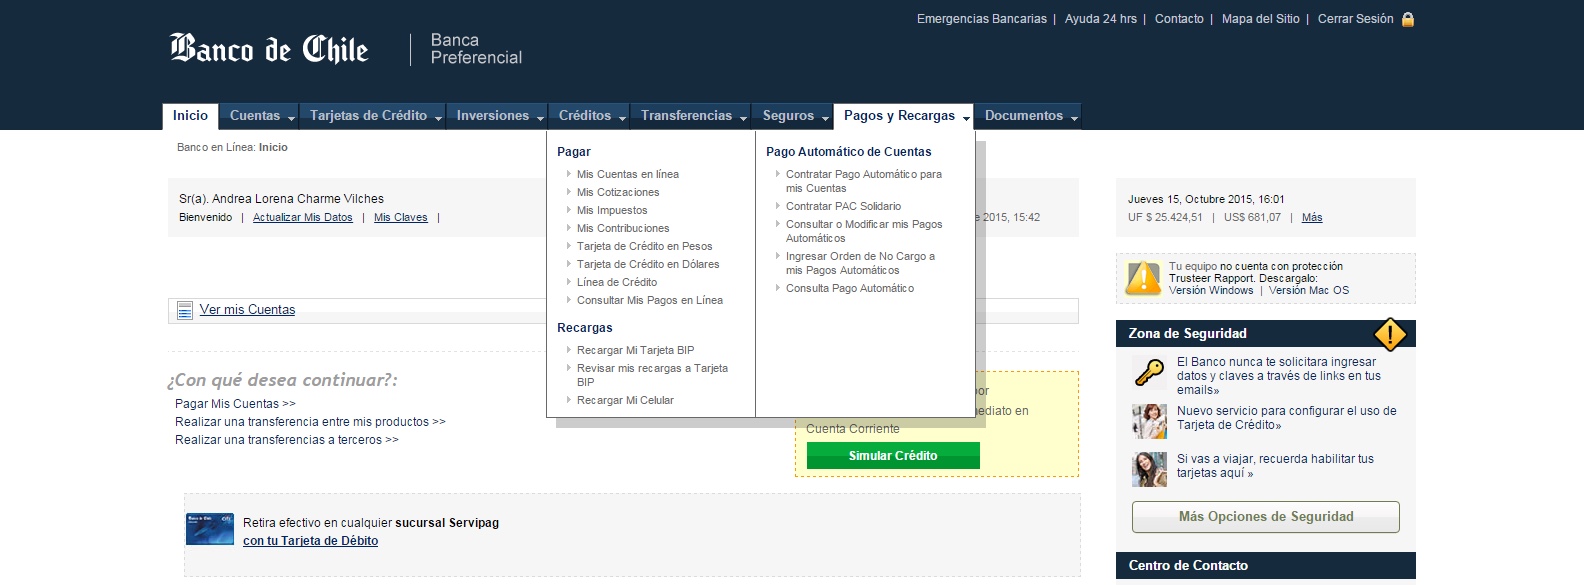 Emergencias Bancarias | Ayuda 24 hrs | Contacto | Mapa del Sitio | Cerrar Sesión
Banco de Chile
Banca
Preferencial
Inicio Cuentas Tarjetas de Crédito Inversiones Créditos Transferencias Seguros Pagos y Recargas Documentos
Banco en Línea: Inicio
Sr(a). Andrea Lorena Charme Vilches
Bienvenido | Actualizar Mis Datos | Mis Claves |
2015, 15:42
Pagar
Mis Cuentas en línea
Mis Cotizaciones
Mis Impuestos
Mis Contribuciones
Tarjeta de Crédito en Pesos
Tarjeta de Crédito en Dólares
Línea de Crédito
Consultar Mis Pagos en Línea
Recargas
Recargar Mi Tarjeta BIP
Revisar mis recargas a Tarjeta
BIP
Recargar Mi Celular
Pago Automático de Cuentas
Contratar Pago Automático para
mis Cuentas
Contratar PAC Solidario
Consultar o Modificar mis Pagos
Automáticos
Ingresar Orden de No Cargo a
mis Pagos Automáticos
Consulta Pago Automático
Ver mis Cuentas
¿Con qué desea continuar?:
Pagar Mis Cuentas >>
Realizar una transferencia entre mis productos >>
Realizar una transferencias a terceros >>
en
Cuenta Corriente
Simular Crédito
Retira efectivo en cualquier sucursal Servipag
con tu Tarjeta de Débito
Jueves 15, Octubre 2015, 16:01
UF $ 25.424,51 | US$ 681,07 | Más
Tu equipo no cuenta con protección
Trusteer Rapport. Descargalo:
Versión Windows | Versión Mac OS
Zona de Seguridad
El Banco nunca te solicitara ingresar
datos y claves a través de links en tus
emails»
Nuevo servicio para configurar el uso de
Tarjeta de Crédito»
Si vas a viajar, recuerda habilitar tus
tarjetas aquí »
Más Opciones de Seguridad
Centro de Contacto